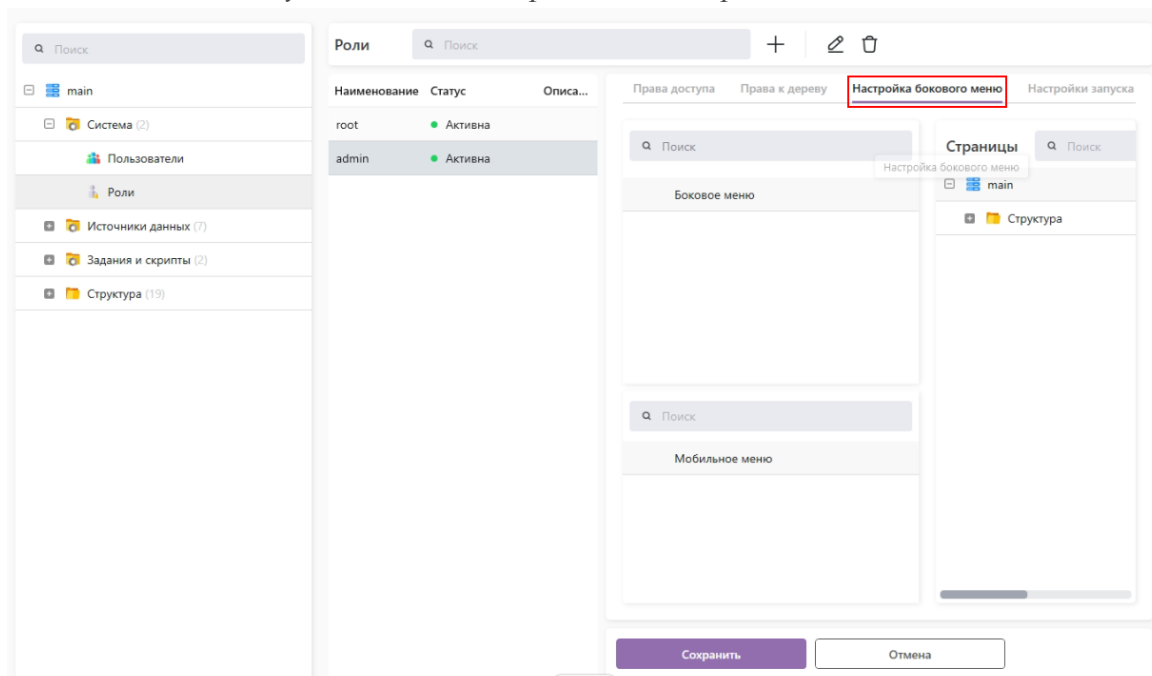 Поиск
main
Система (2)
Пользователи
Роли
Источники данных (7)
Задания и скрипты (2)
Структура (19)
Роли
Поиск
Наименование Статус Описа...
root Активна
admin Активна
Права доступа Права к дереву Настройка бокового меню Настройки запуска
Поиск
Боковое меню
Страницы Поиск
Настройка бокового меню
main
Структура
Поиск
Мобильное меню
Сохранить Отмена